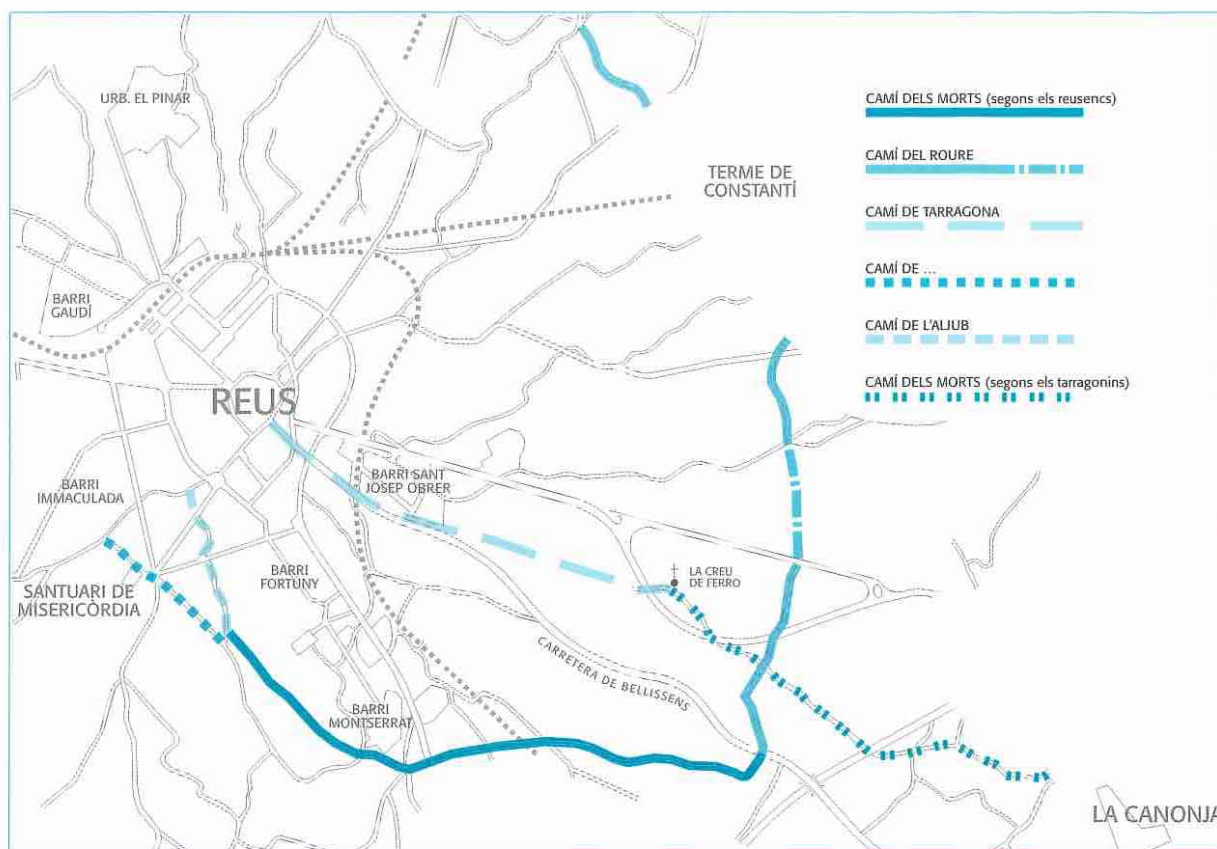 URB. EL PINAR
TERME DE
CONSTANTÍ
BARRI
GAUDÍ
REUS
BARRI
IMMACULADA
BARRI SANT
JOSEP OBRER
SANTUARI DE
MISERICÒRDIA
BARRI
FORTUNY
LA CREU
DE FERRO
CARRETERA DE BELLISSENS
BARRI
MONTSERRAT
LA CANONJA
CAMÍ DELS MORTS (segons els reusencs)
CAMÍ DEL ROURE
CAMÍ DE TARRAGONA
CAMÍ DE ...
CAMÍ DE L'ALJUB
CAMÍ DELS MORTS (segons els tarragonins)